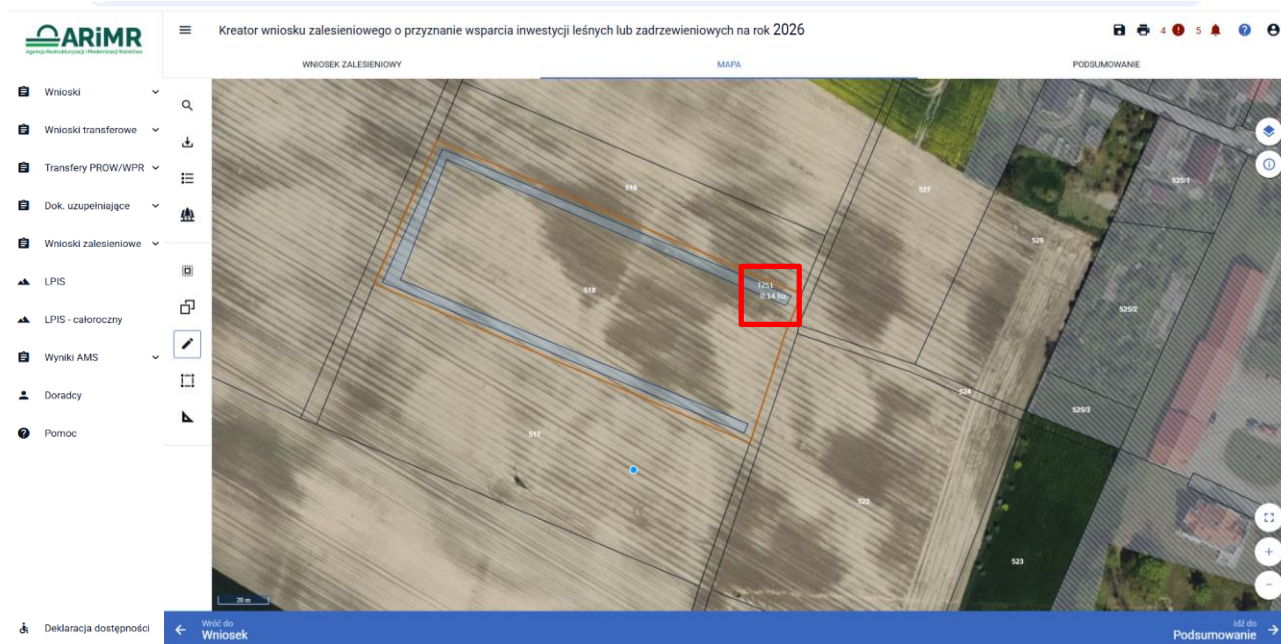 ARiMR
Agencja Restrukturyzacji i Modernizacji Rolnictwa
Kreator wniosku zalesieniowego o przyznanie wsparcia inwestycji leśnych lub zadrzewieniowych na rok 2026
4
5
WNIOSEK ZALESIENIOWY
MAPA
PODSUMOWANIE
Wnioski
Wnioski transferowe
Transfery PROW/WPR
Dok. uzupełniające
Wnioski zalesieniowe
LPIS
LPIS - całoroczny
Wyniki AMS
Doradcy
Pomoc
Deklaracja dostępności
519
527
525/1
528
518
0.14 ha
525/2
524
525/3
517
522
523
20 m
Wróć do
Wniosek
Idź do
Podsumowanie